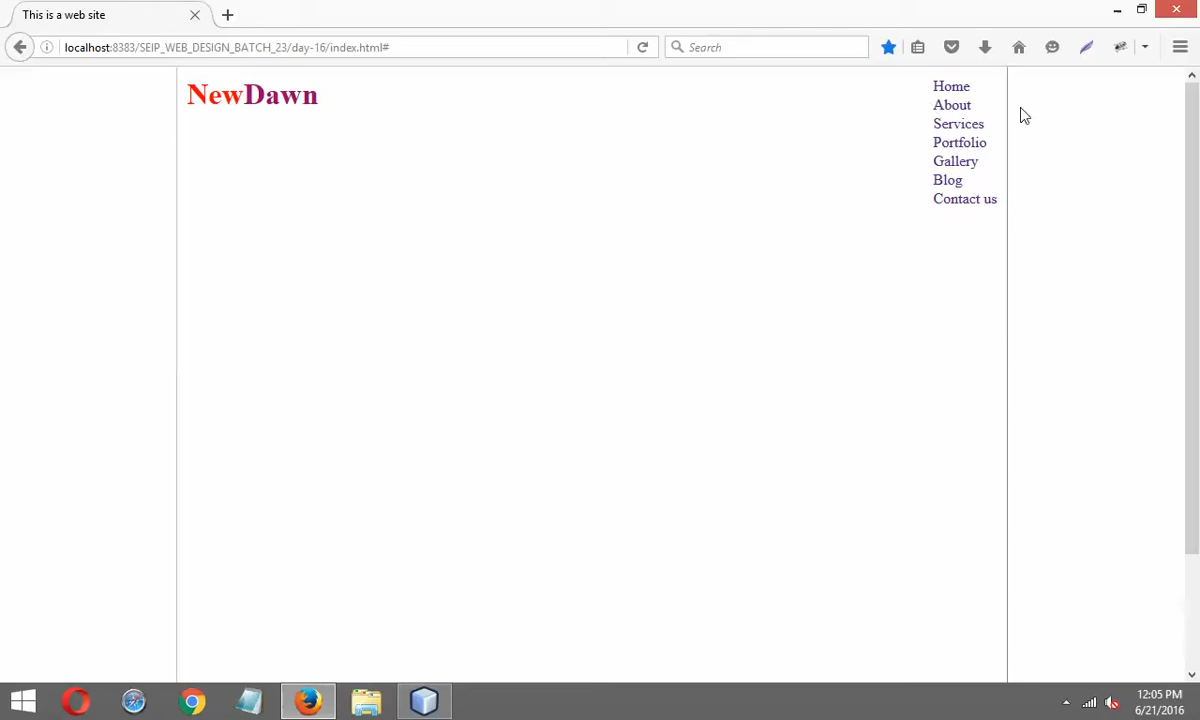 This is a web site
localhost:8383/SEIP_WEB_DESIGN_BATCH_23/day-16/index.html#
Search
NewDawn
Home
About
Services
Portfolio
Gallery
Blog
Contact us
12:05 PM
6/21/2016